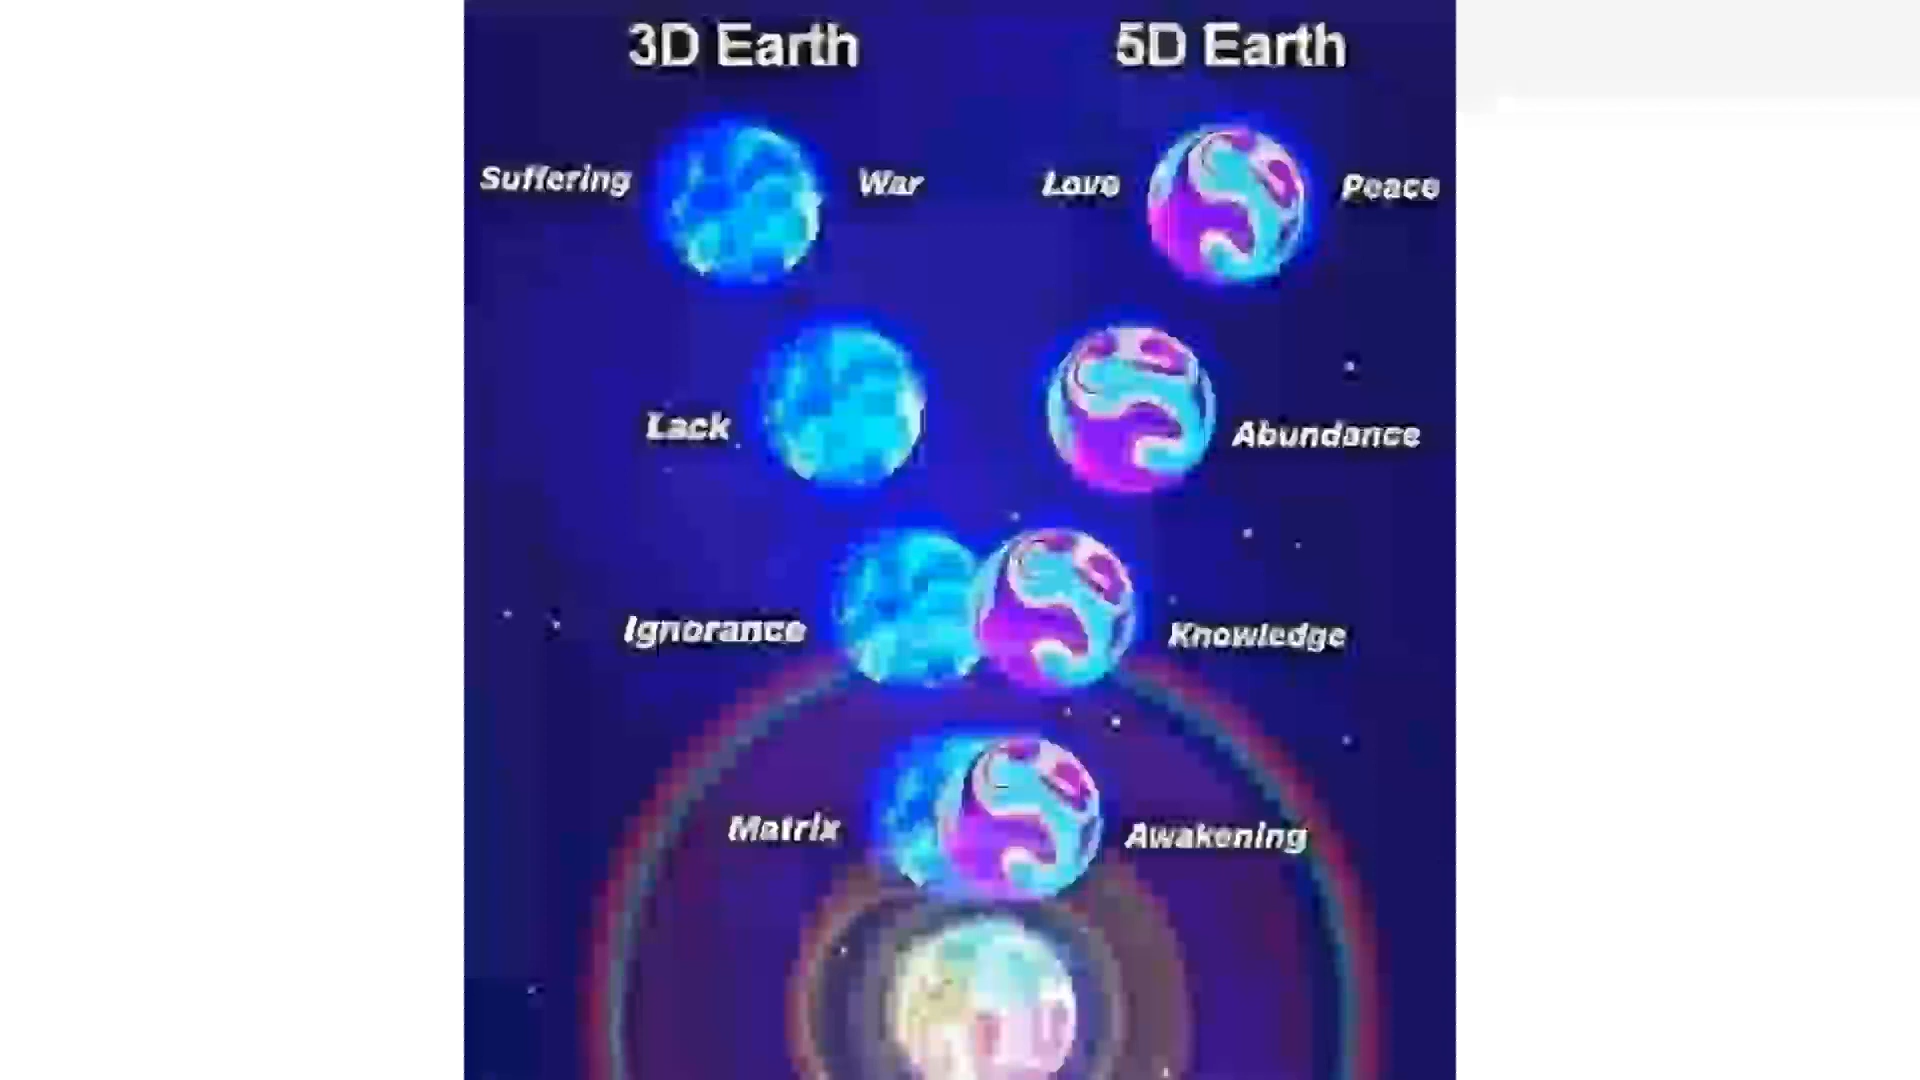 3D Earth 5D Earth
Suffering War Love Peace
Lack Abundance
Ignorance Knowledge
Matrix Awakening